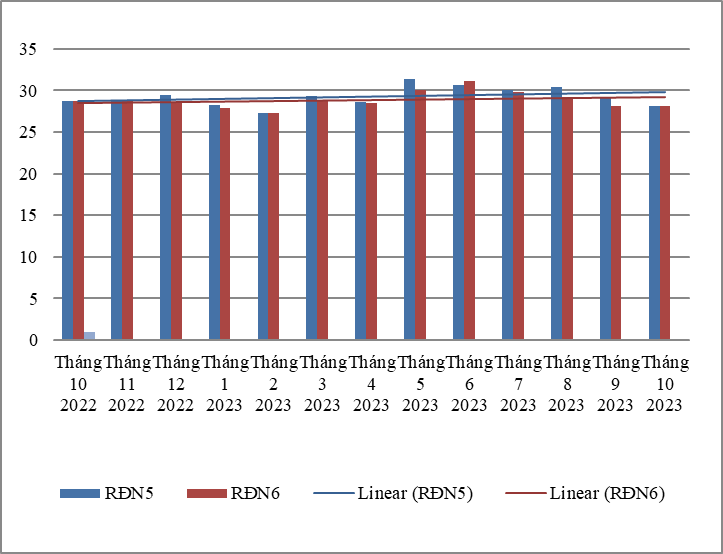 35
30
25
20
15
10
5
0
Tháng Tháng Tháng Tháng Tháng Tháng Tháng Tháng Tháng Tháng Tháng Tháng Tháng
10 11 12 1 2 3 4 5 6 7 8 9 10
2022 2022 2022 2023 2023 2023 2023 2023 2023 2023 2023 2023 2023
RĐN5 RĐN6 Linear (RĐN5) Linear (RĐN6)